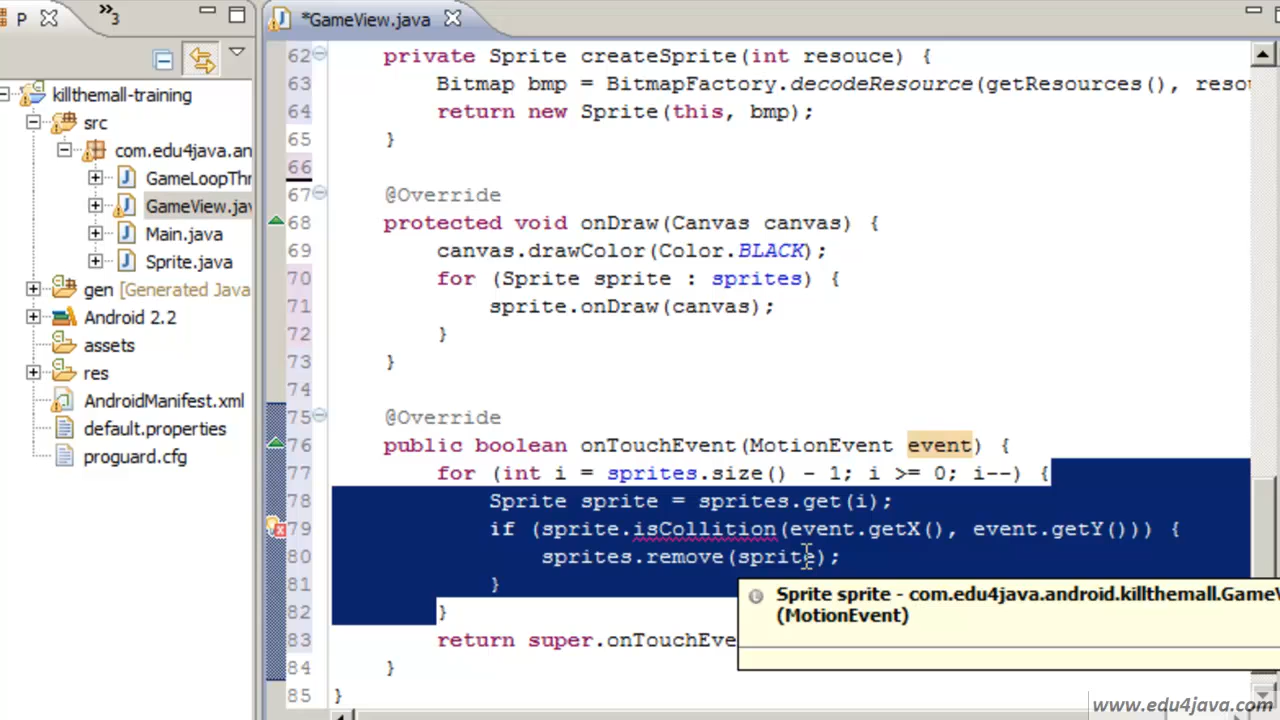 P
»3
*GameView.java
killthemall-training
src
com.edu4java.an
GameLoopThr
GameView.jav
Main.java
Sprite.java
gen [Generated Java
Android 2.2
assets
res
AndroidManifest.xml
default.properties
proguard.cfg
62 private Sprite createSprite(int resouce) {
63 Bitmap bmp = BitmapFactory.decodeResource(getResources(), resou
64 return new Sprite(this, bmp);
65 }
66
67 @Override
68 protected void onDraw(Canvas canvas) {
69 canvas.drawColor(Color.BLACK);
70 for (Sprite sprite : sprites) {
71 sprite.onDraw(canvas);
72 }
73 }
74
75 @Override
76 public boolean onTouchEvent(MotionEvent event) {
77 for (int i = sprites.size() - 1; i >= 0; i--) {
78 Sprite sprite = sprites.get(i);
79 if (sprite.isCollition(event.getX(), event.getY())) {
80 sprites.remove(sprite);
81 }
82 }
83 return super.onTouchEve
84 }
85 }
Sprite sprite - com.edu4java.android.killthemall.GameV
(MotionEvent)
www.edu4java.com